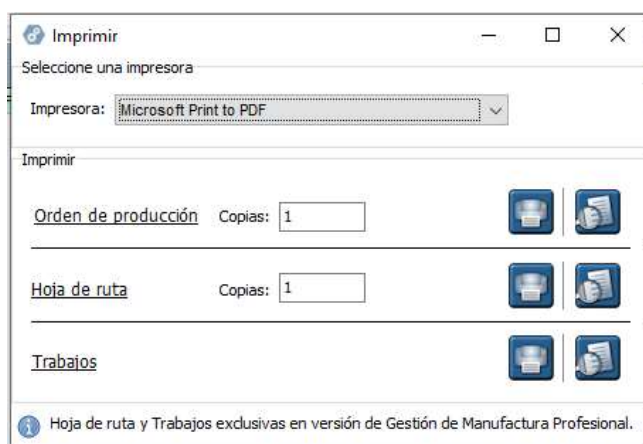 Imprimir
Seleccione una impresora
Impresora: Microsoft Print to PDF
Imprimir
Orden de producción Copias: 1
Hoja de ruta Copias: 1
Trabajos
Hoja de ruta y Trabajos exclusivas en versión de Gestión de Manufactura Profesional.